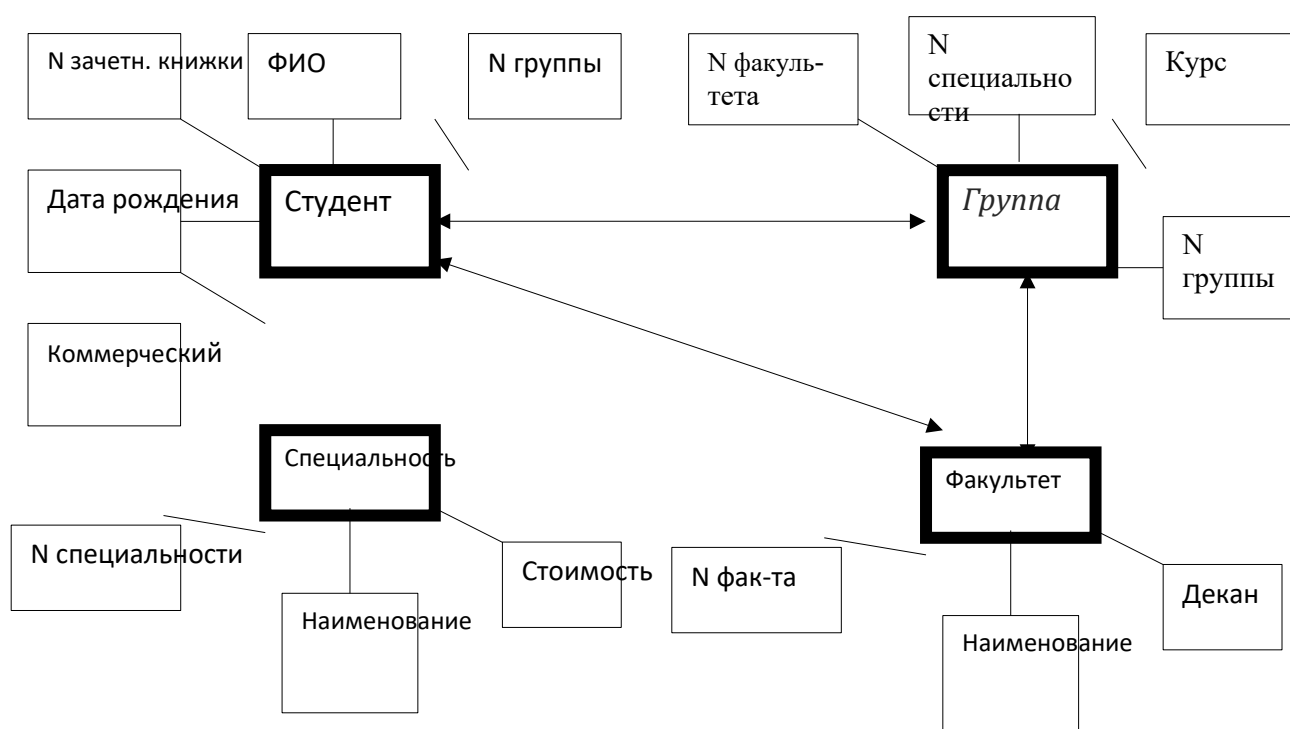 N зачетн. книжки
ФИО
N группы
N факуль-
тета
N
специально
сти
Курс
Дата рождения
Студент
Группа
N
группы
Коммерческий
Специальность
Факультет
N специальности
Наименование
Стоимость
N фак-та
Наименование
Декан